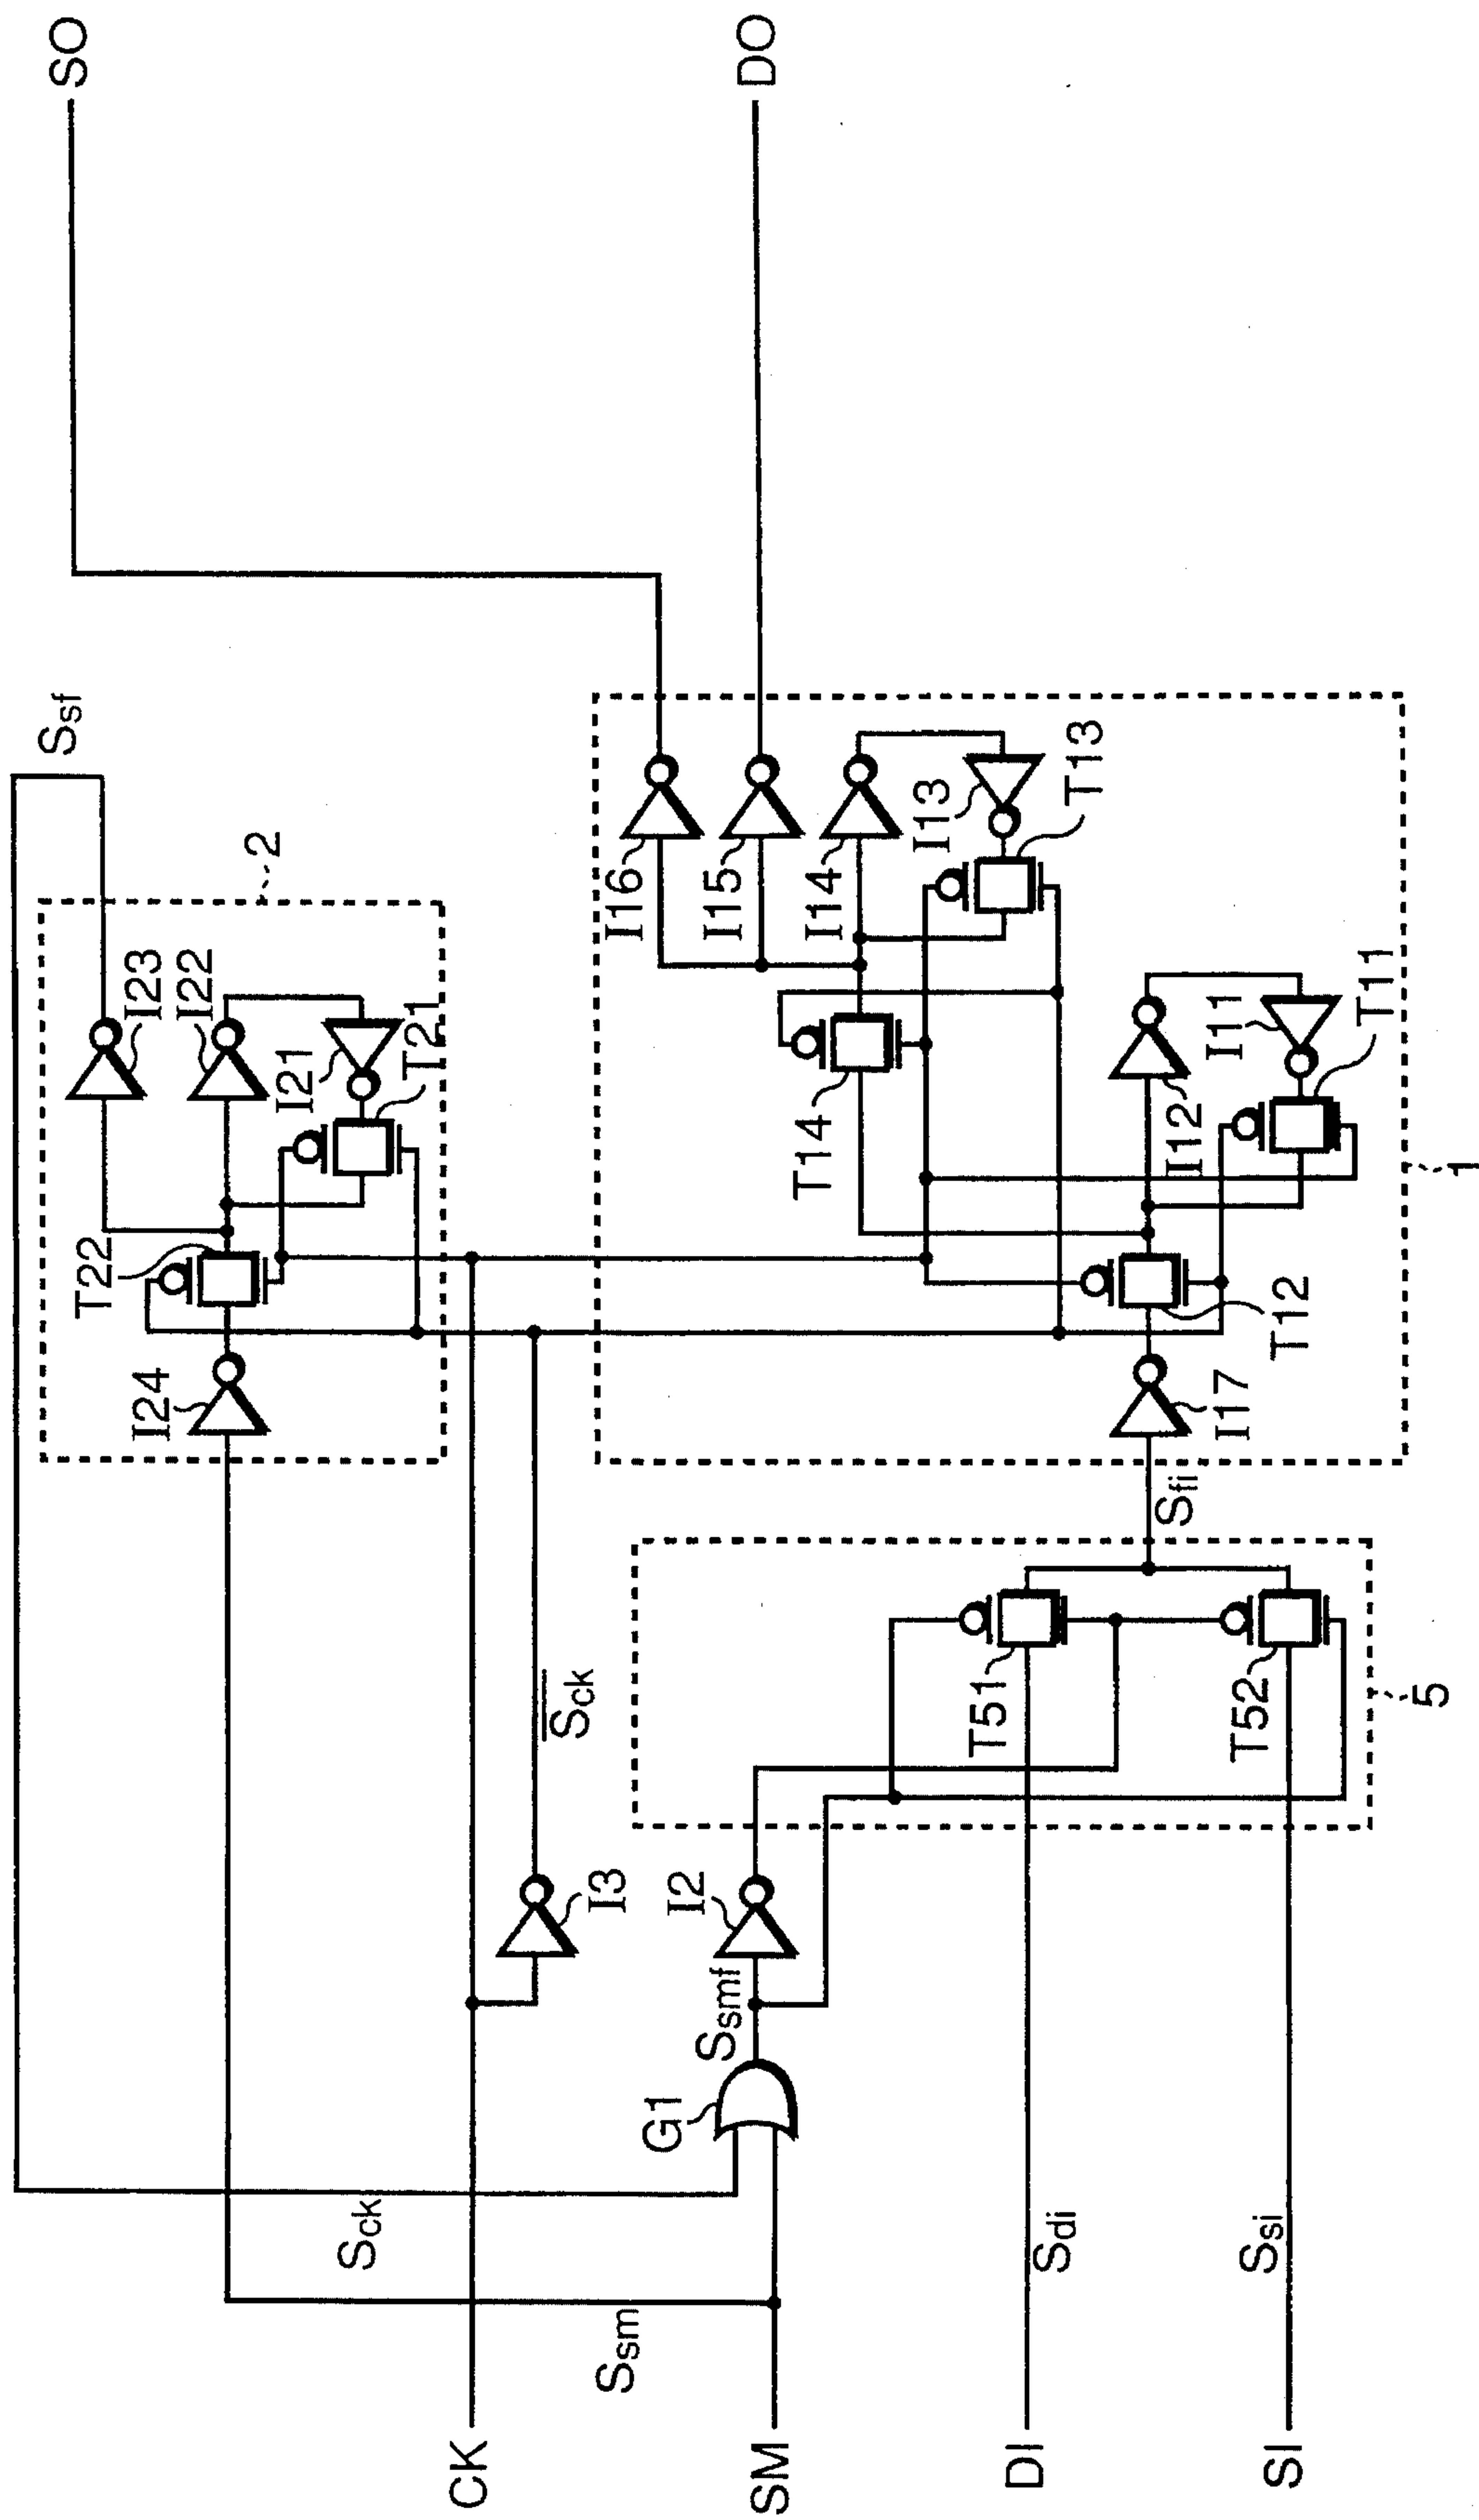 SO
DO
Ssf
2
I23
I22
I21
T21
T22
I24
I16
I15
I14
I13
T13
T14
I12
I11
T11
T12
I17
1
Sfi
T51
T52
5
Sck
I3
I2
Ssmf
G1
Sck
Ssm
Sdi
Ssi
CK
SM
DI
SI